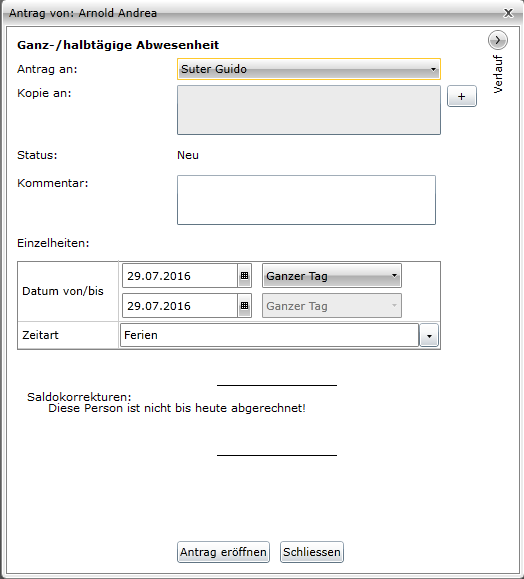 Antrag von: Arnold Andrea
Ganz-/halbtägige Abwesenheit
Antrag an: Suter Guido
Kopie an: +
Verlauf
Status: Neu
Kommentar:
Einzelheiten:
Datum von/bis 29.07.2016 Ganzer Tag
29.07.2016 Ganzer Tag
Zeitart Ferien
Saldokorrekturen:
Diese Person ist nicht bis heute abgerechnet!
Antrag eröffnen Schliessen